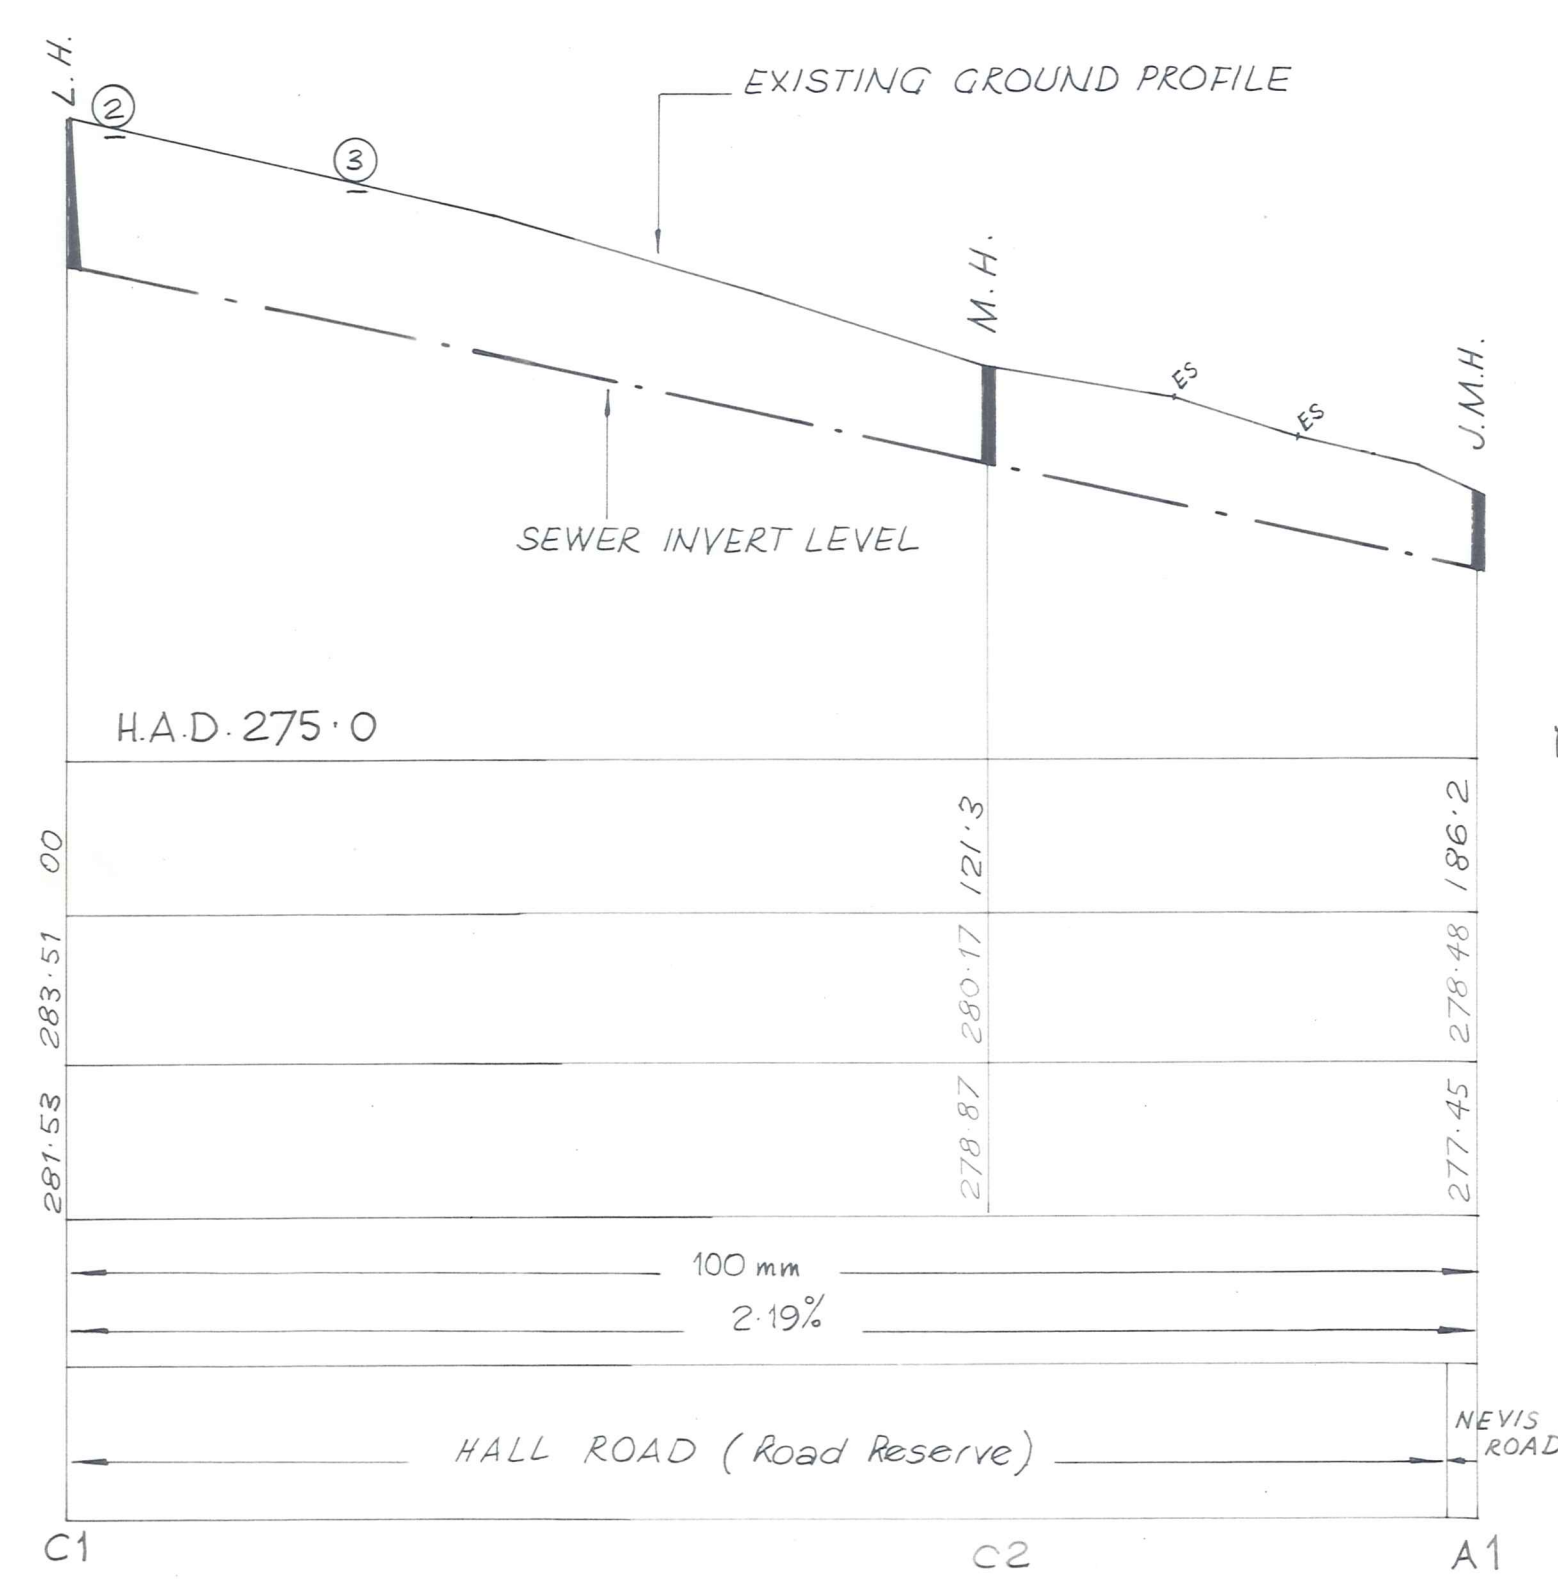 L. H.
2
3
EXISTING GROUND PROFILE
M. H.
ES
ES
J.M.H.
SEWER INVERT LEVEL
H.A.D. 275·0
00
121·3
186·2
283·51
280·17
278·48
281·53
278·87
277·45
100 mm
2·19%
HALL ROAD (Road Reserve)
NEVIS
ROAD
C1
C2
A1